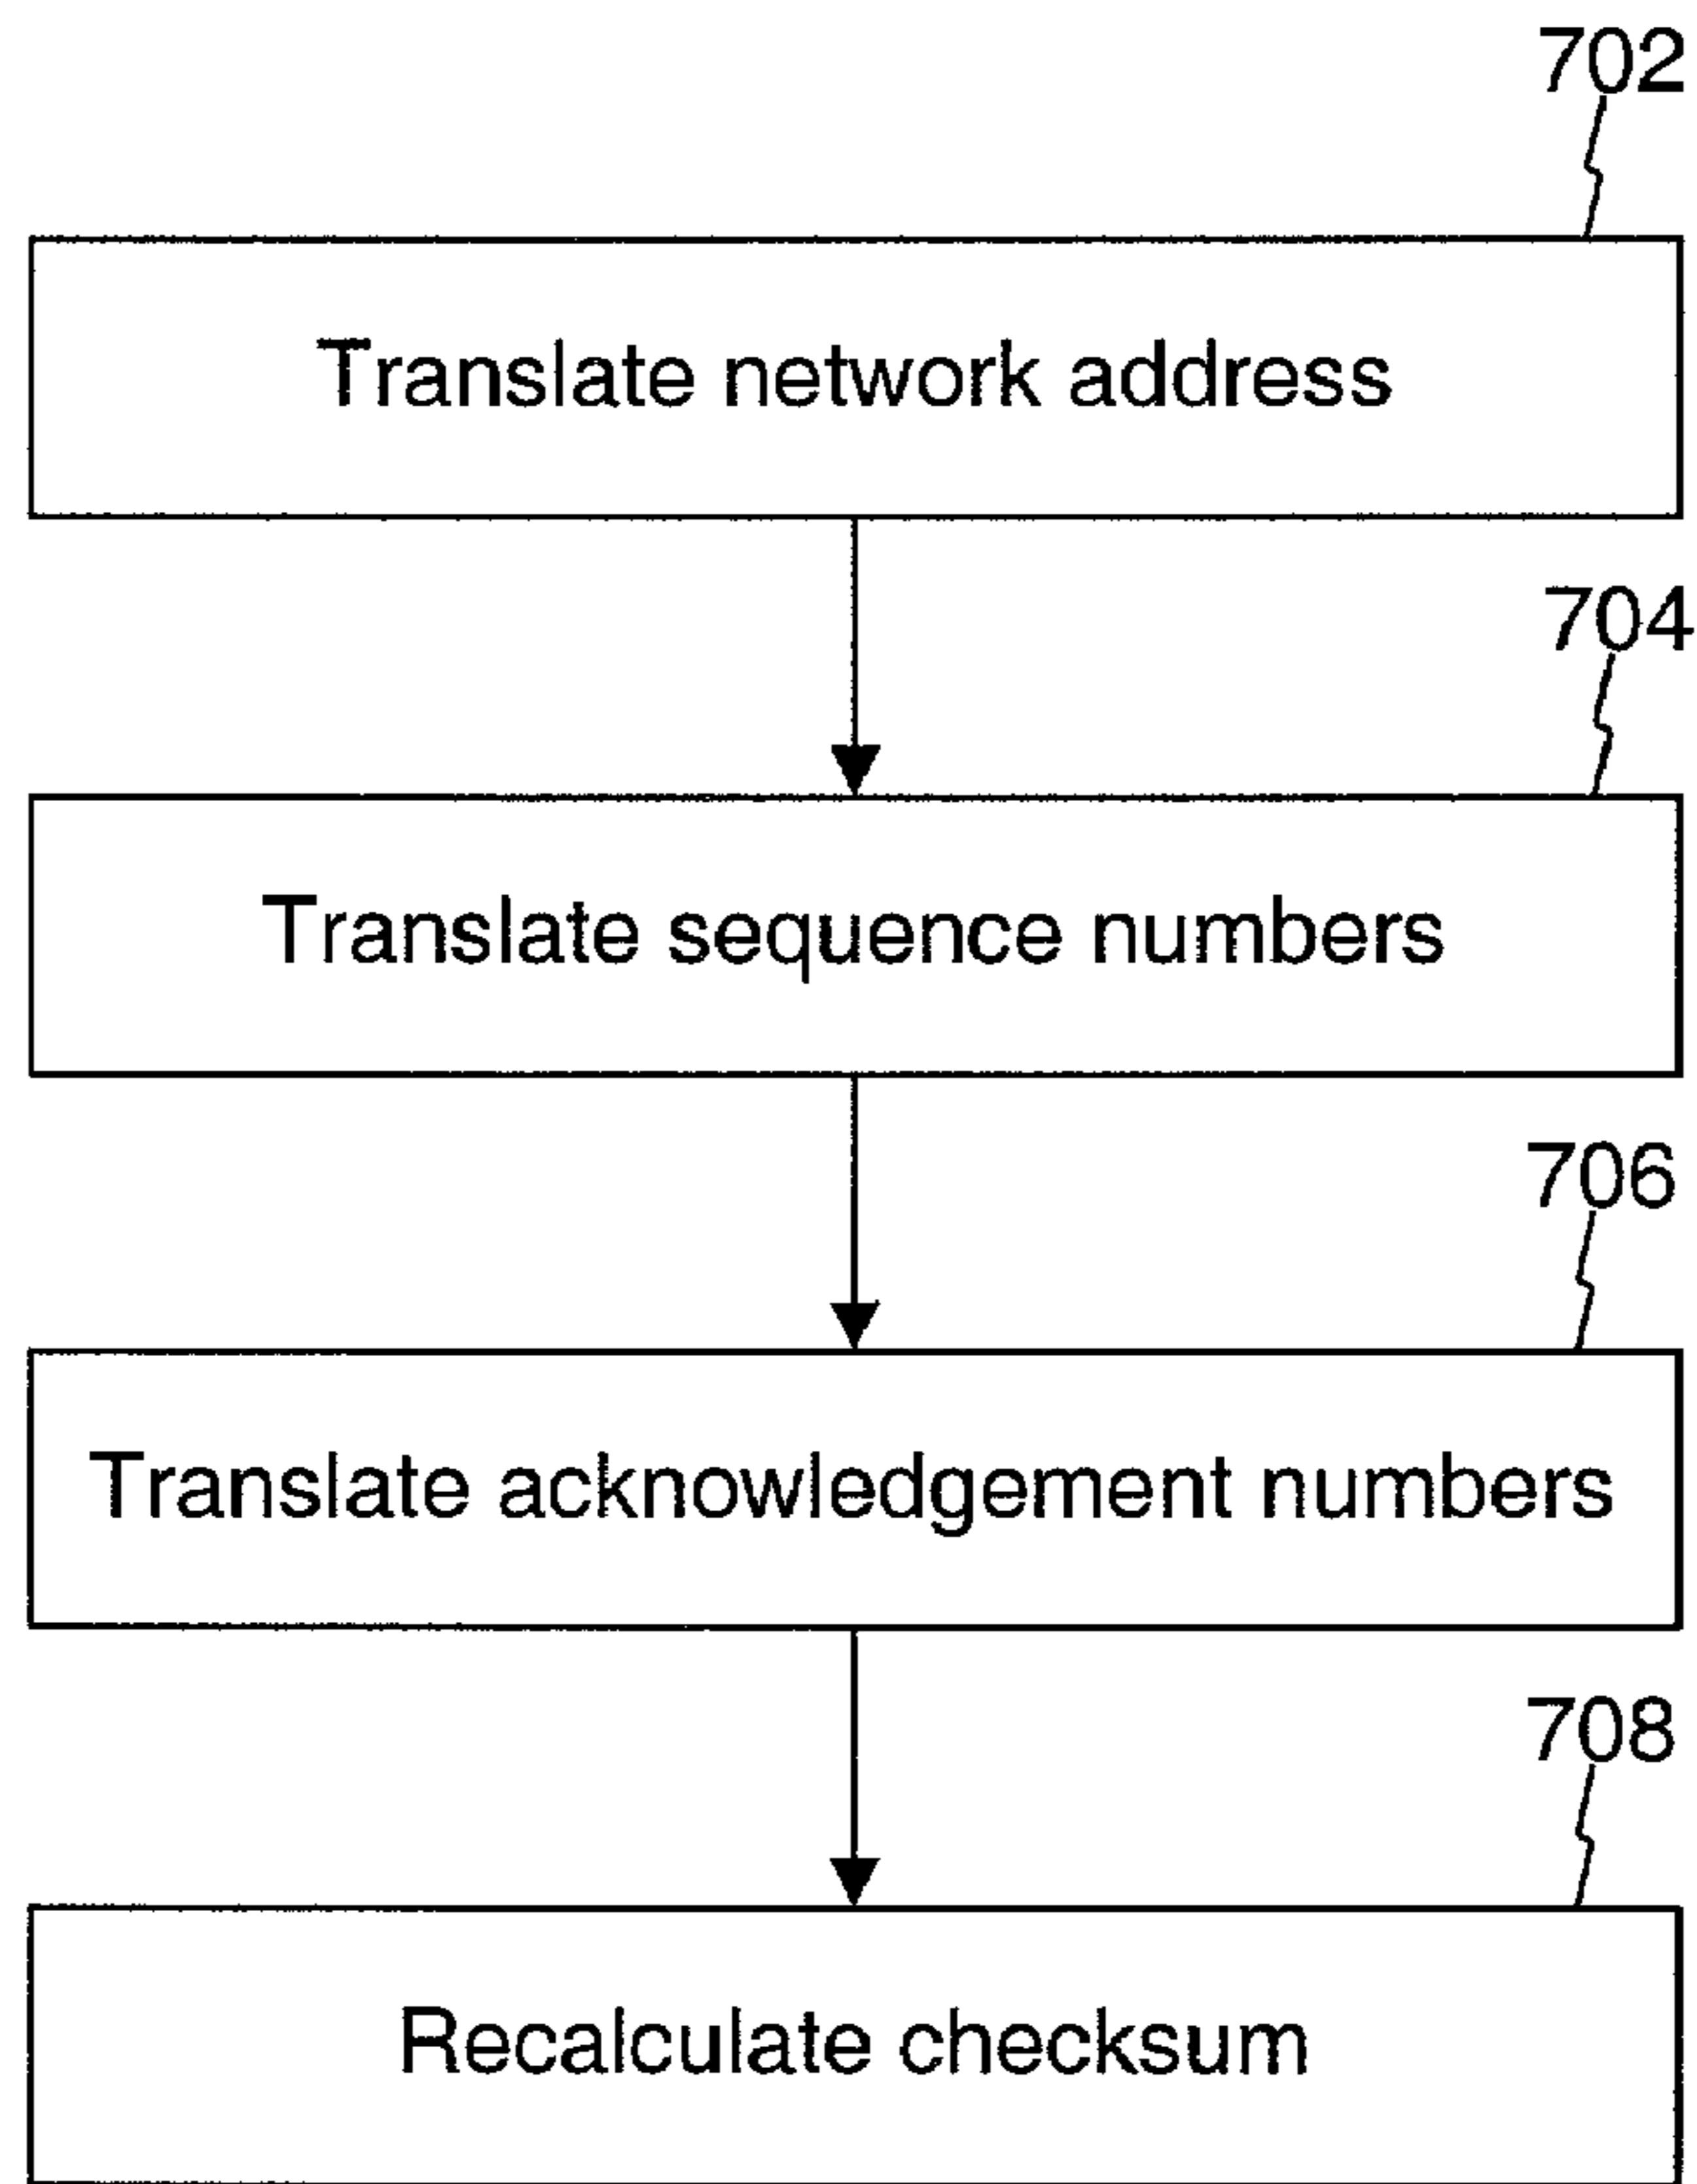 702
Translate network address
704
Translate sequence numbers
706
Translate acknowledgement numbers
708
Recalculate checksum